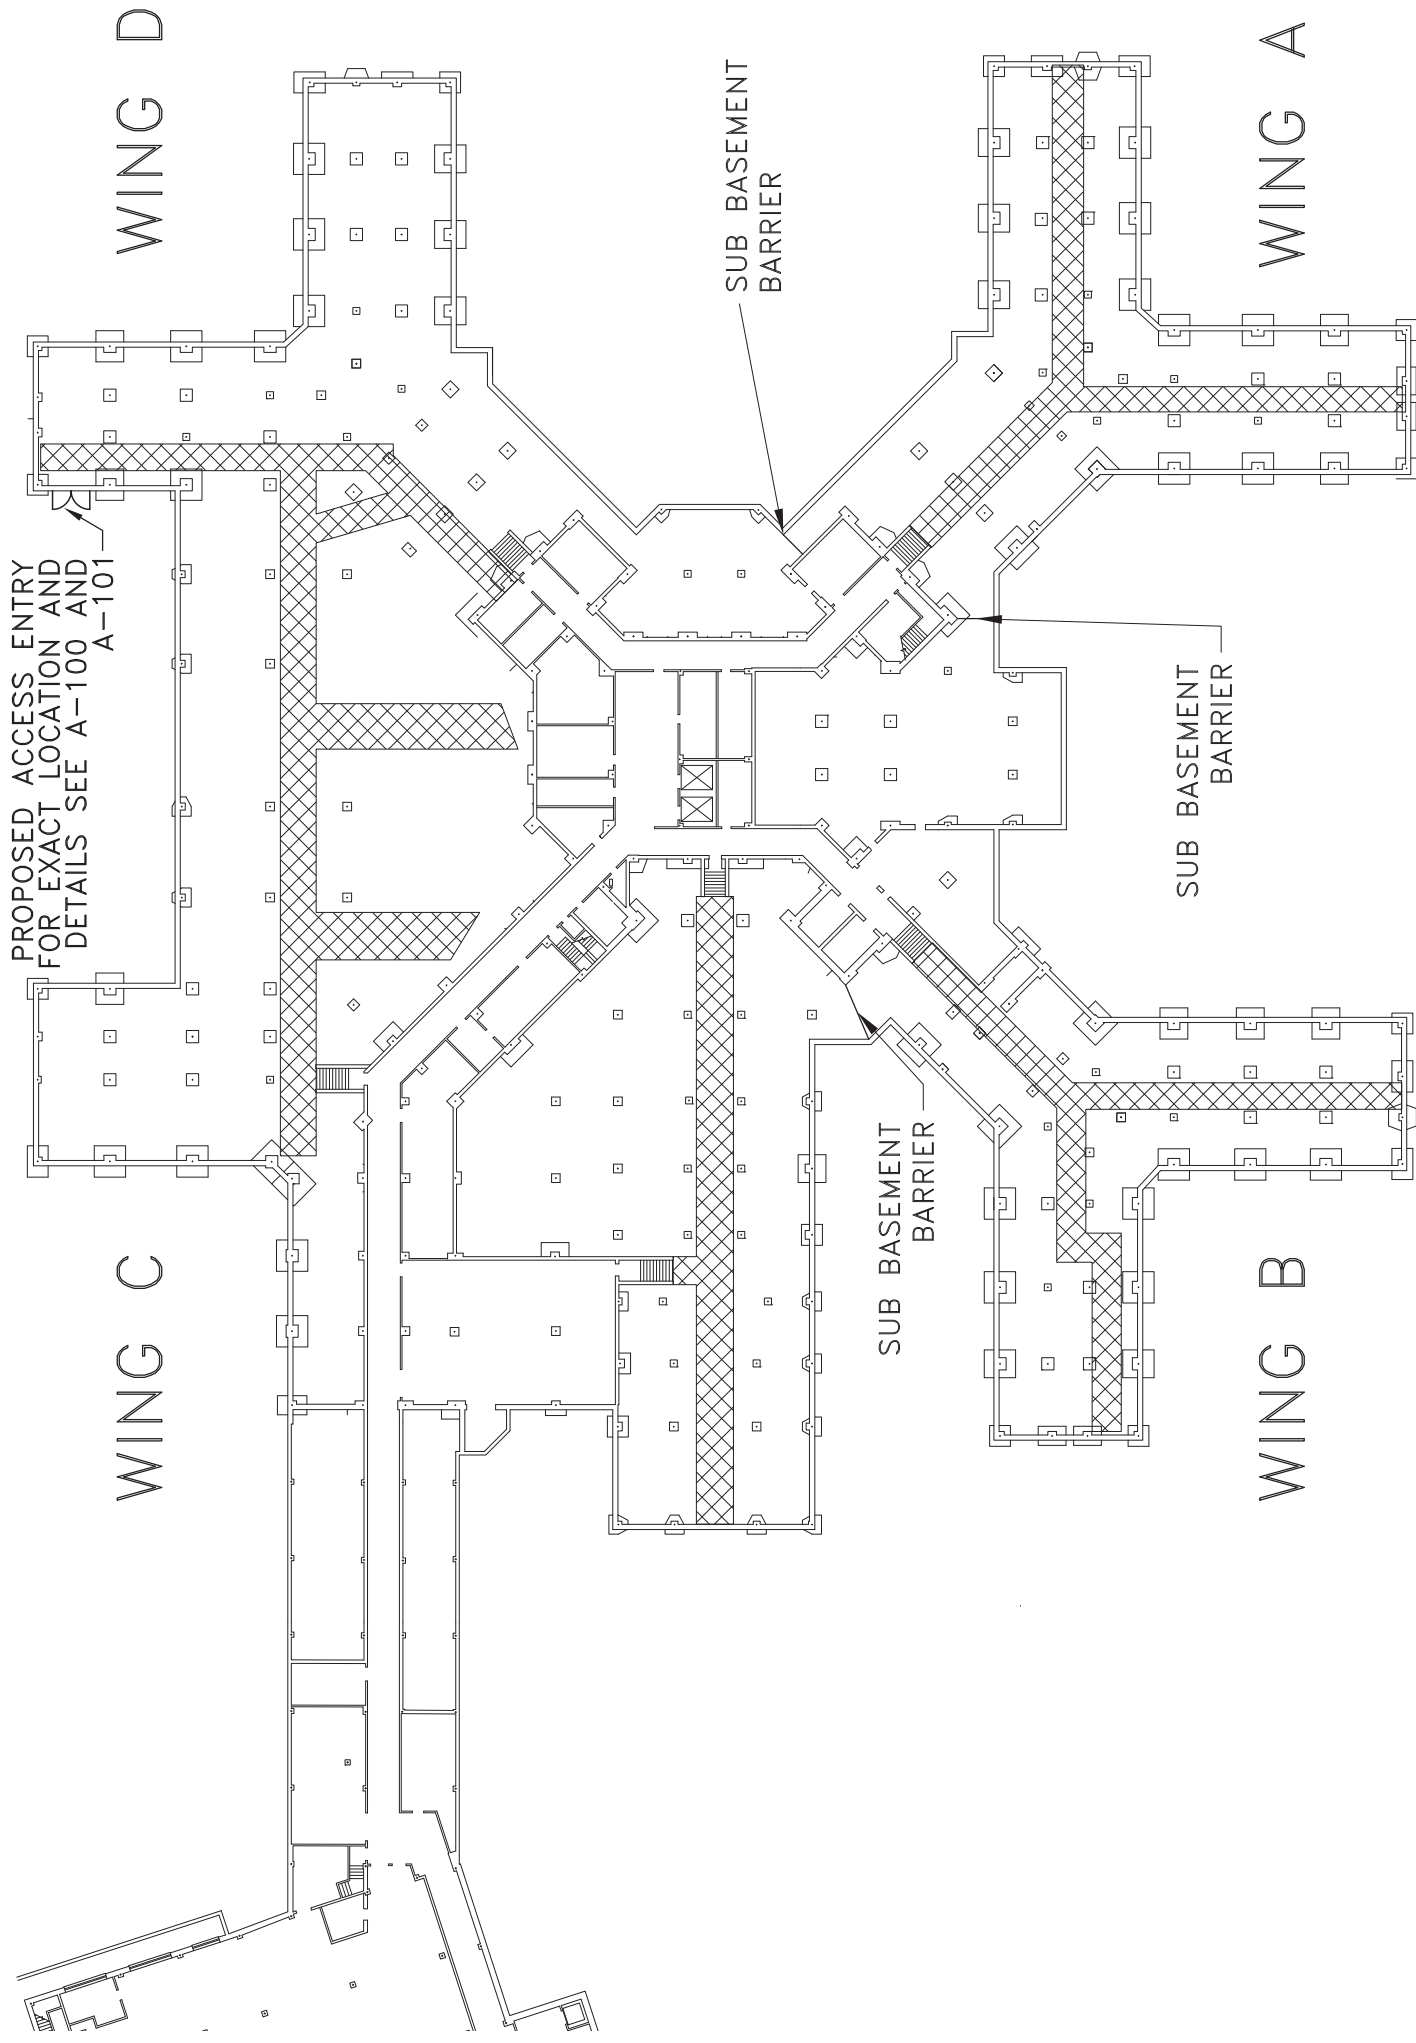 WING D
SUB BASEMENT
BARRIER
WING A
PROPOSED ACCESS ENTRY
FOR EXACT LOCATION AND
DETAILS SEE A-100 AND
A-101
SUB BASEMENT
BARRIER
WING C
SUB BASEMENT
BARRIER
WING B